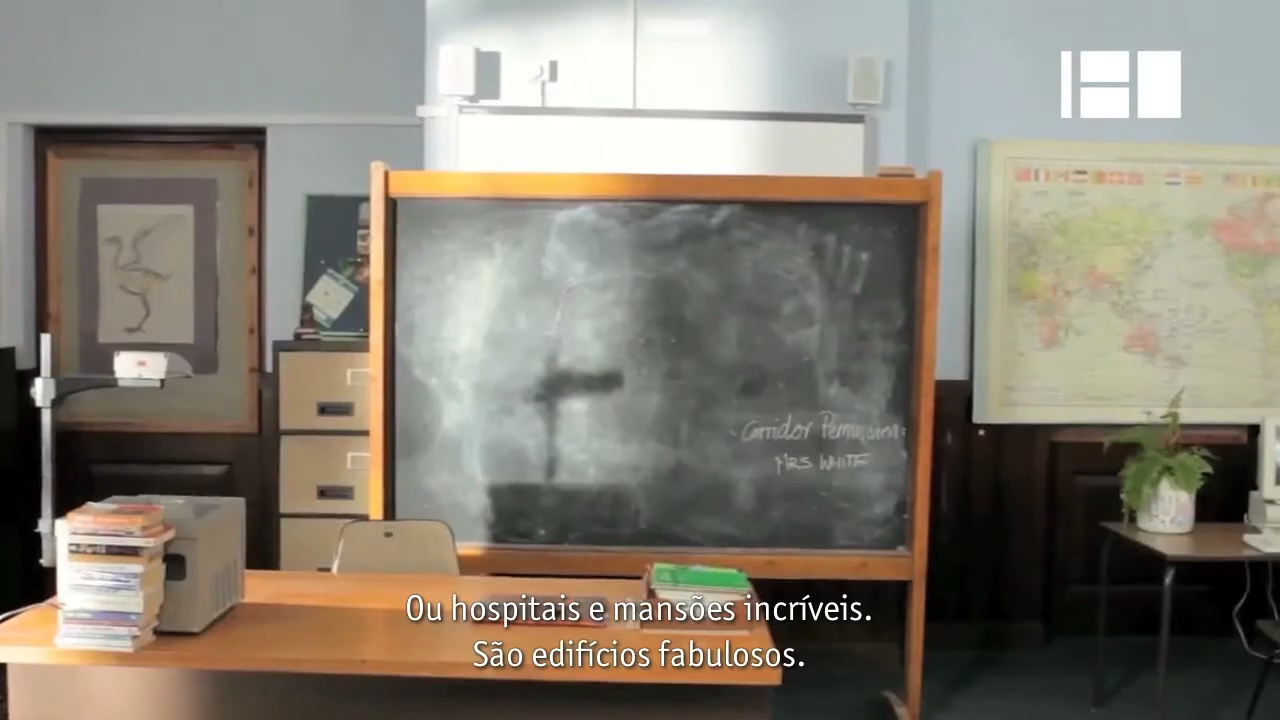 Corridor Permission:
MRS WHITE
Ou hospitais e mansões incríveis.
São edifícios fabulosos.